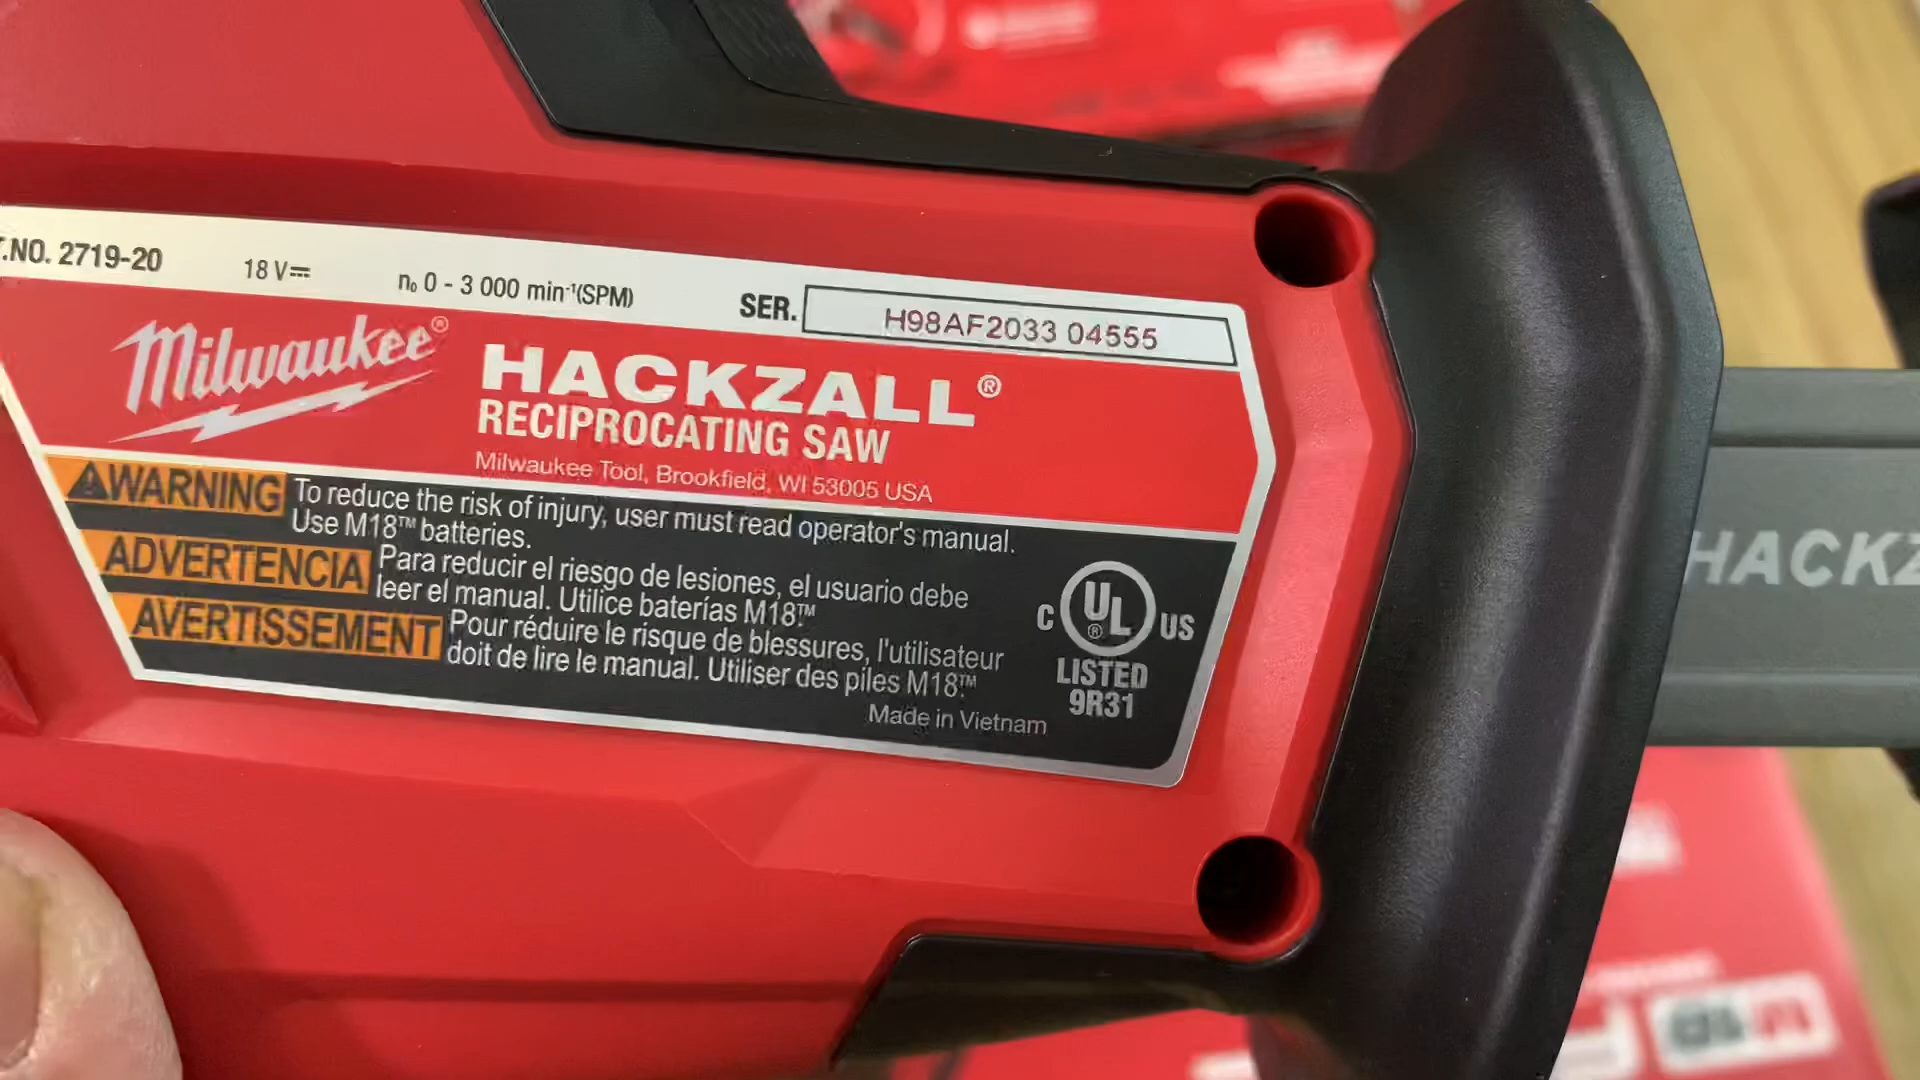 T.NO. 2719-20 18 V⎓ n₀ 0 - 3 000 min⁻¹(SPM) SER. H98AF2033 04555
Milwaukee®
HACKZALL®
RECIPROCATING SAW
Milwaukee Tool, Brookfield, WI 53005 USA
⚠WARNING To reduce the risk of injury, user must read operator's manual.
Use M18™ batteries.
ADVERTENCIA Para reducir el riesgo de lesiones, el usuario debe
leer el manual. Utilice baterías M18™
AVERTISSEMENT Pour réduire le risque de blessures, l'utilisateur
doit de lire le manual. Utiliser des piles M18™
Made in Vietnam
C UL® US
LISTED
9R31
HACKZ